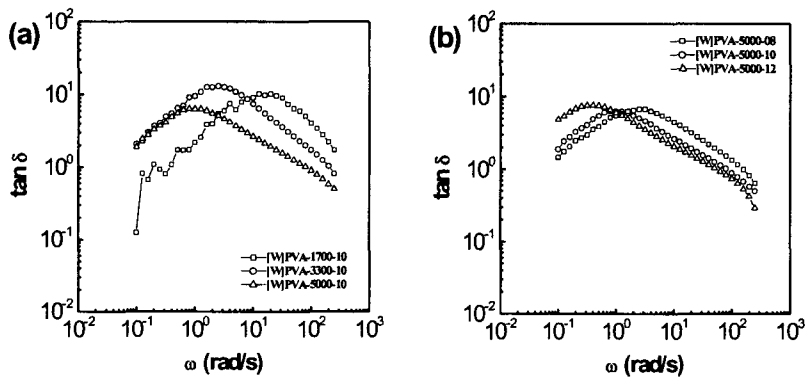 (a)
tan δ
10²
10¹
10⁰
10⁻¹
10⁻²
[W]PVA-1700-10
[W]PVA-3300-10
[W]PVA-5000-10
10⁻² 10⁻¹ 10⁰ 10¹ 10² 10³
ω (rad/s)
(b)
tan δ
10²
10¹
10⁰
10⁻¹
10⁻²
[W]PVA-5000-08
[W]PVA-5000-10
[W]PVA-5000-12
10⁻² 10⁻¹ 10⁰ 10¹ 10² 10³
ω (rad/s)